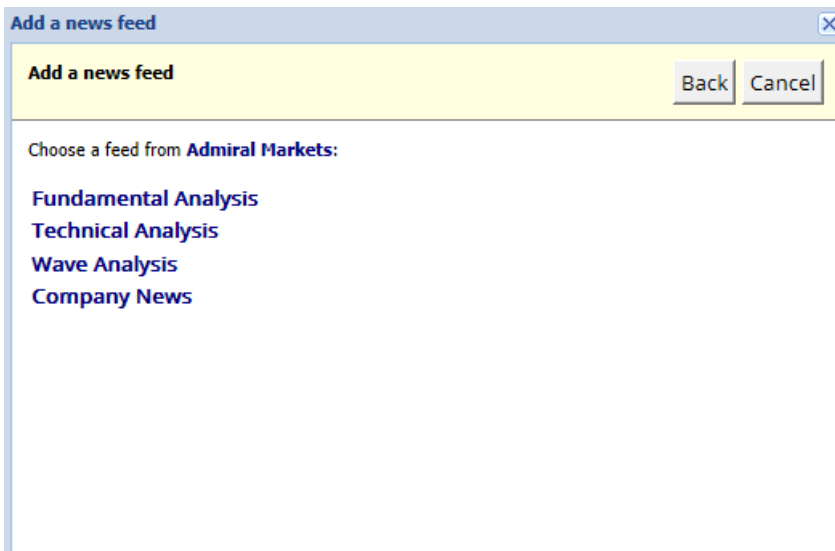 Add a news feed
Add a news feed
Back Cancel
Choose a feed from Admiral Markets:
Fundamental Analysis
Technical Analysis
Wave Analysis
Company News